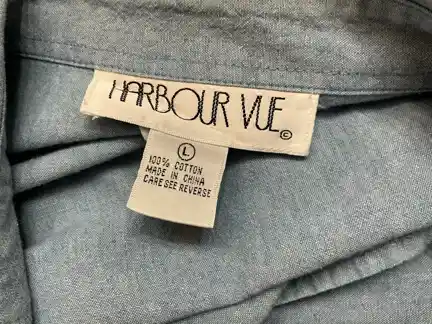 HARBOUR VUE©
L
100% COTTON
MADE IN CHINA
CARE SEE REVERSE